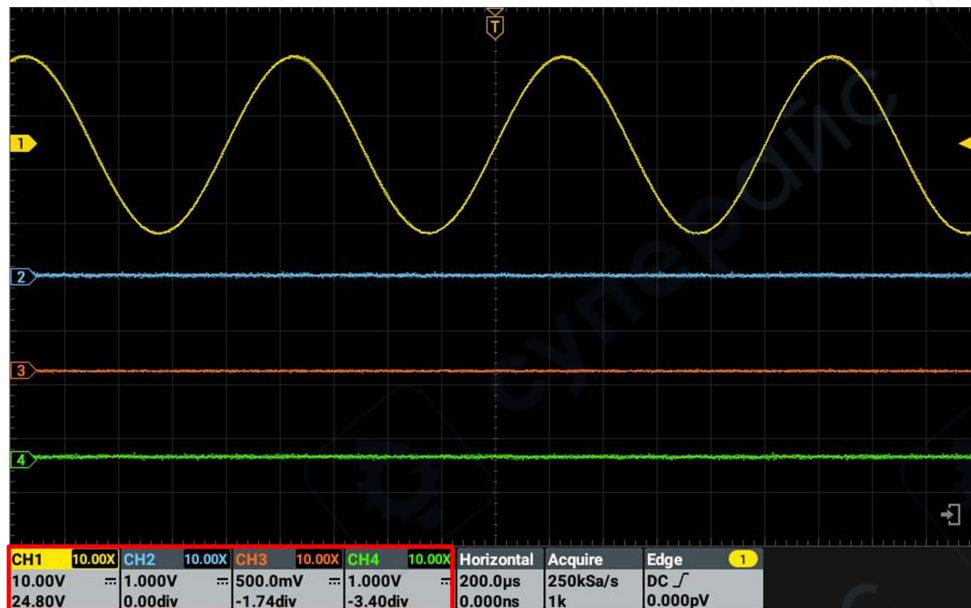 T
1
2
3
4
суперайс
CH1 10.00X CH2 10.00X CH3 10.00X CH4 10.00X Horizontal Acquire Edge 1
10.00V 1.000V 500.0mV 1.000V 200.0µs 250kSa/s DC
24.80V 0.00div -1.74div -3.40div 0.000ns 1k 0.000pV